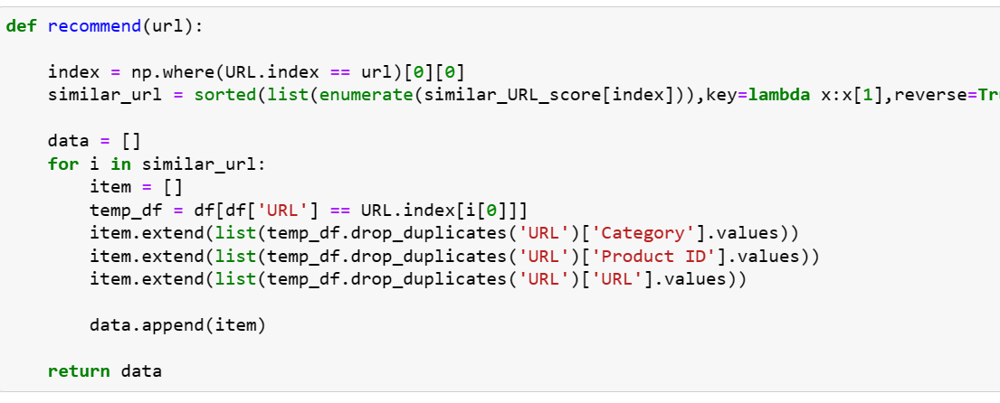 def recommend(url):
    index = np.where(URL.index == url)[0][0]
    similar_url = sorted(list(enumerate(similar_URL_score[index])),key=lambda x:x[1],reverse=Tr
    data = []
    for i in similar_url:
        item = []
        temp_df = df[df['URL'] == URL.index[i[0]]]
        item.extend(list(temp_df.drop_duplicates('URL')['Category'].values))
        item.extend(list(temp_df.drop_duplicates('URL')['Product ID'].values))
        item.extend(list(temp_df.drop_duplicates('URL')['URL'].values))
        data.append(item)
    return data